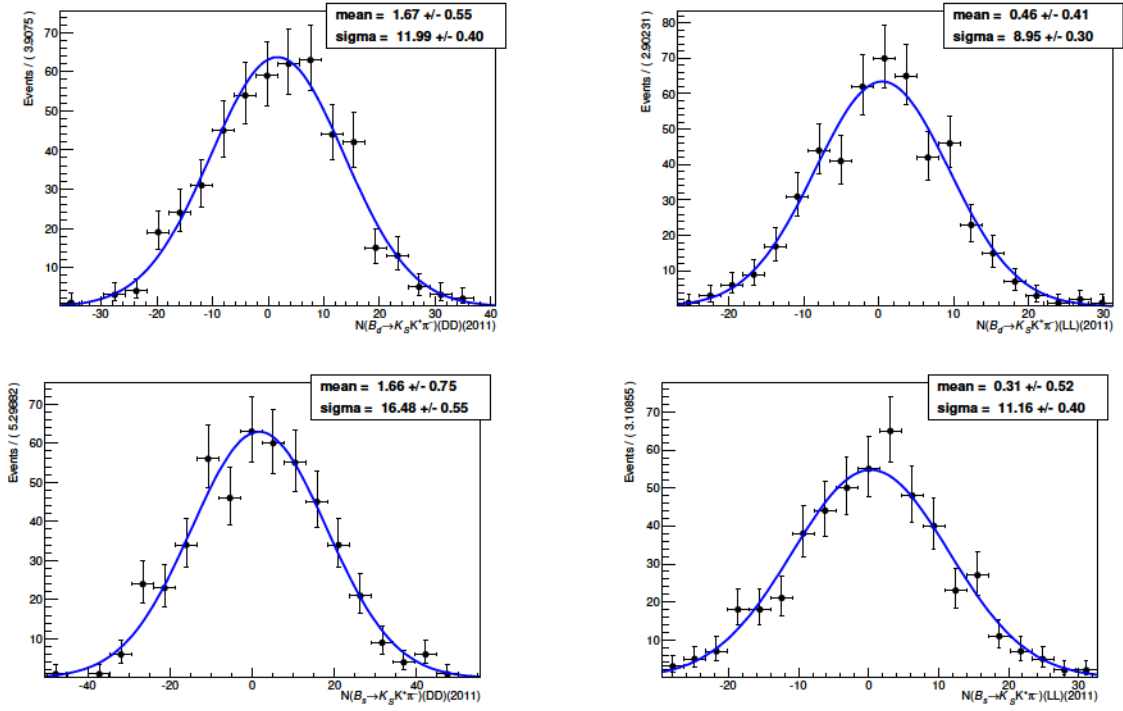 mean = 1.67 +/- 0.55
sigma = 11.99 +/- 0.40
Events / ( 3.9075 )
70
60
50
40
30
20
10
-30 -20 -10 0 10 20 30 40
N(B_d→K_S K⁺π⁻)(DD)(2011)
mean = 0.46 +/- 0.41
sigma = 8.95 +/- 0.30
Events / ( 2.90231 )
80
70
60
50
40
30
20
10
-20 -10 0 10 20 30
N(B_d→K_S K⁺π⁻)(LL)(2011)
mean = 1.66 +/- 0.75
sigma = 16.48 +/- 0.55
Events / ( 5.29882 )
70
60
50
40
30
20
10
-40 -20 0 20 40
N(B_s→K_S K⁺π⁻)(DD)(2011)
mean = 0.31 +/- 0.52
sigma = 11.16 +/- 0.40
Events / ( 3.10855 )
70
60
50
40
30
20
10
-20 -10 0 10 20 30
N(B_s→K_S K⁺π⁻)(LL)(2011)